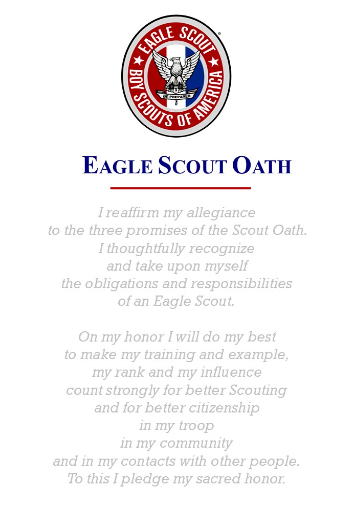 EAGLE SCOUT
BOY SCOUTS OF AMERICA
EAGLE SCOUT OATH
I reaffirm my allegiance
to the three promises of the Scout Oath.
I thoughtfully recognize
and take upon myself
the obligations and responsibilities
of an Eagle Scout.
On my honor I will do my best
to make my training and example,
my rank and my influence
count strongly for better Scouting
and for better citizenship
in my troop
in my community
and in my contacts with other people.
To this I pledge my sacred honor.